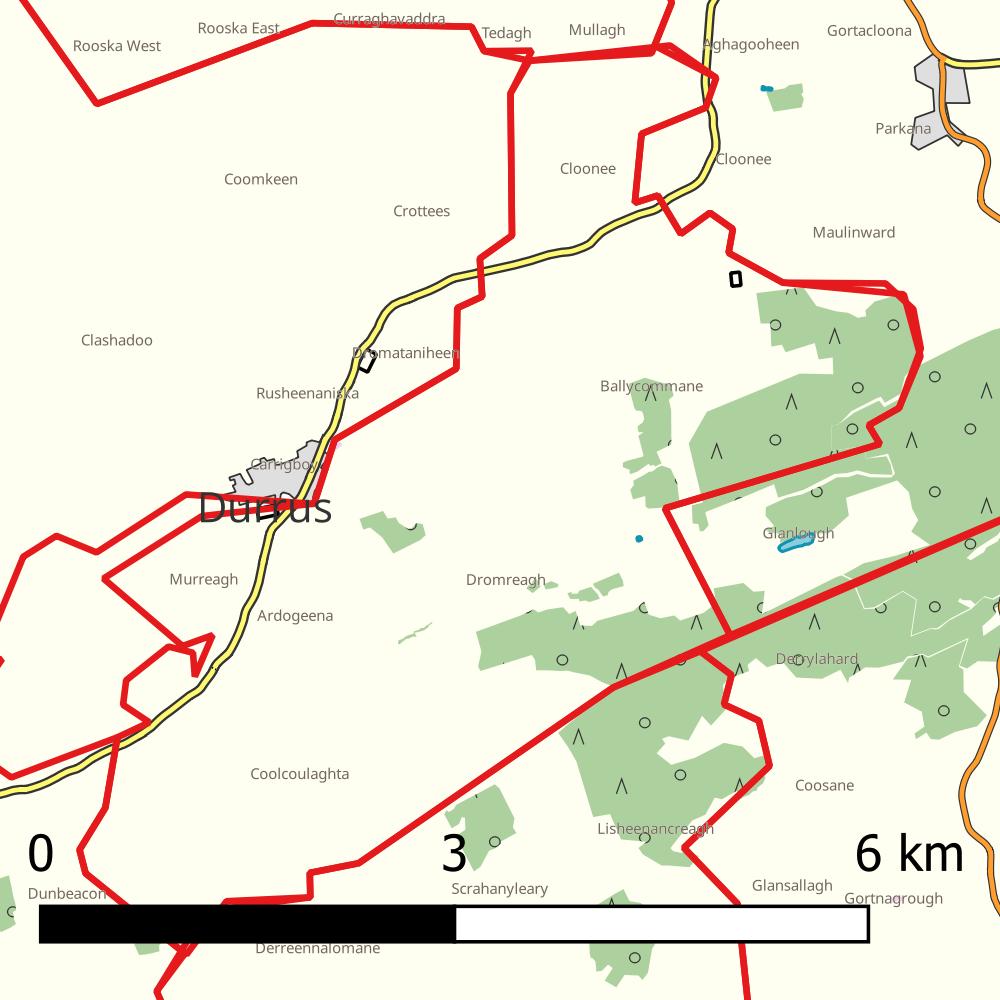 Curraghavaddra
Rooska East
Tedagh
Mullagh
Gortacloona
Rooska West
Aghagooheen
Parkana
Cloonee
Cloonee
Coomkeen
Crottees
Maulinward
Clashadoo
Dromataniheen
Rusheenaniska
Ballycommane
Carrigboy
Durrus
Glanlough
Murreagh
Dromreagh
Ardogeena
Derrylahard
Coolcoulaghta
Coosane
Lisheenancreagh
0 3 6 km
Dunbeacon
Scrahanyleary
Glansallagh
Gortnagrough
Derreennalomane